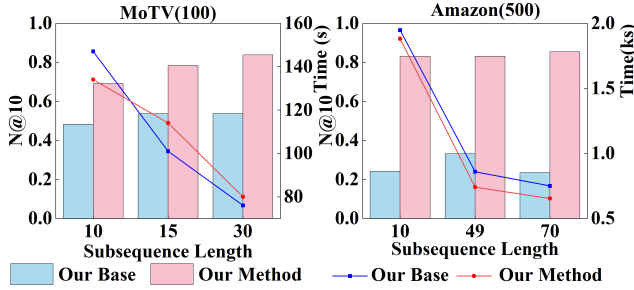 MoTV(100)
1.0
0.8
0.6
0.4
0.2
0.0
N@10
160
140
120
100
80
Time (s)
10 15 30
Subsequence Length
Amazon(500)
1.0
0.8
0.6
0.4
0.2
0.0
N@10
2.0
1.5
1.0
0.5
Time(ks)
10 49 70
Subsequence Length
Our Base Our Method Our Base Our Method